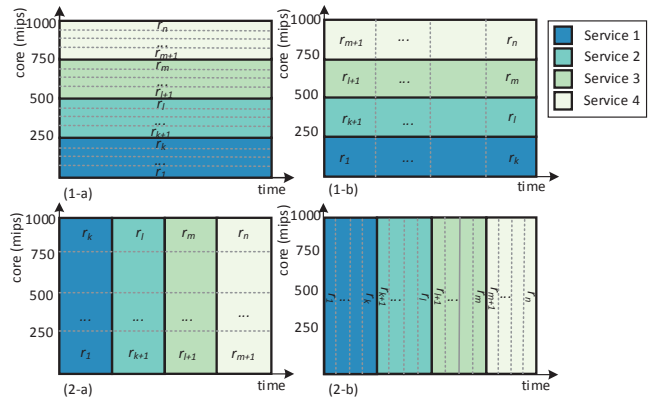 core (mips)
1000
750
500
250
r_n
...
r_{m+1}
r_m
...
r_{l+1}
r_l
...
r_{k+1}
r_k
...
r_1
time
(1-a)
core (mips)
1000
750
500
250
r_{m+1} ... r_n
r_{l+1} r_m
r_{k+1} ... r_l
r_1 ... r_k
time
(1-b)
Service 1
Service 2
Service 3
Service 4
core (mips)
1000
750
500
250
r_k r_l r_m r_n
... ... ... ...
r_1 r_{k+1} r_{l+1} r_{m+1}
time
(2-a)
core (mips)
1000
750
500
250
r_1 ... r_k r_{k+1} ... r_l r_{l+1} ... r_m r_{m+1} ... r_n
time
(2-b)